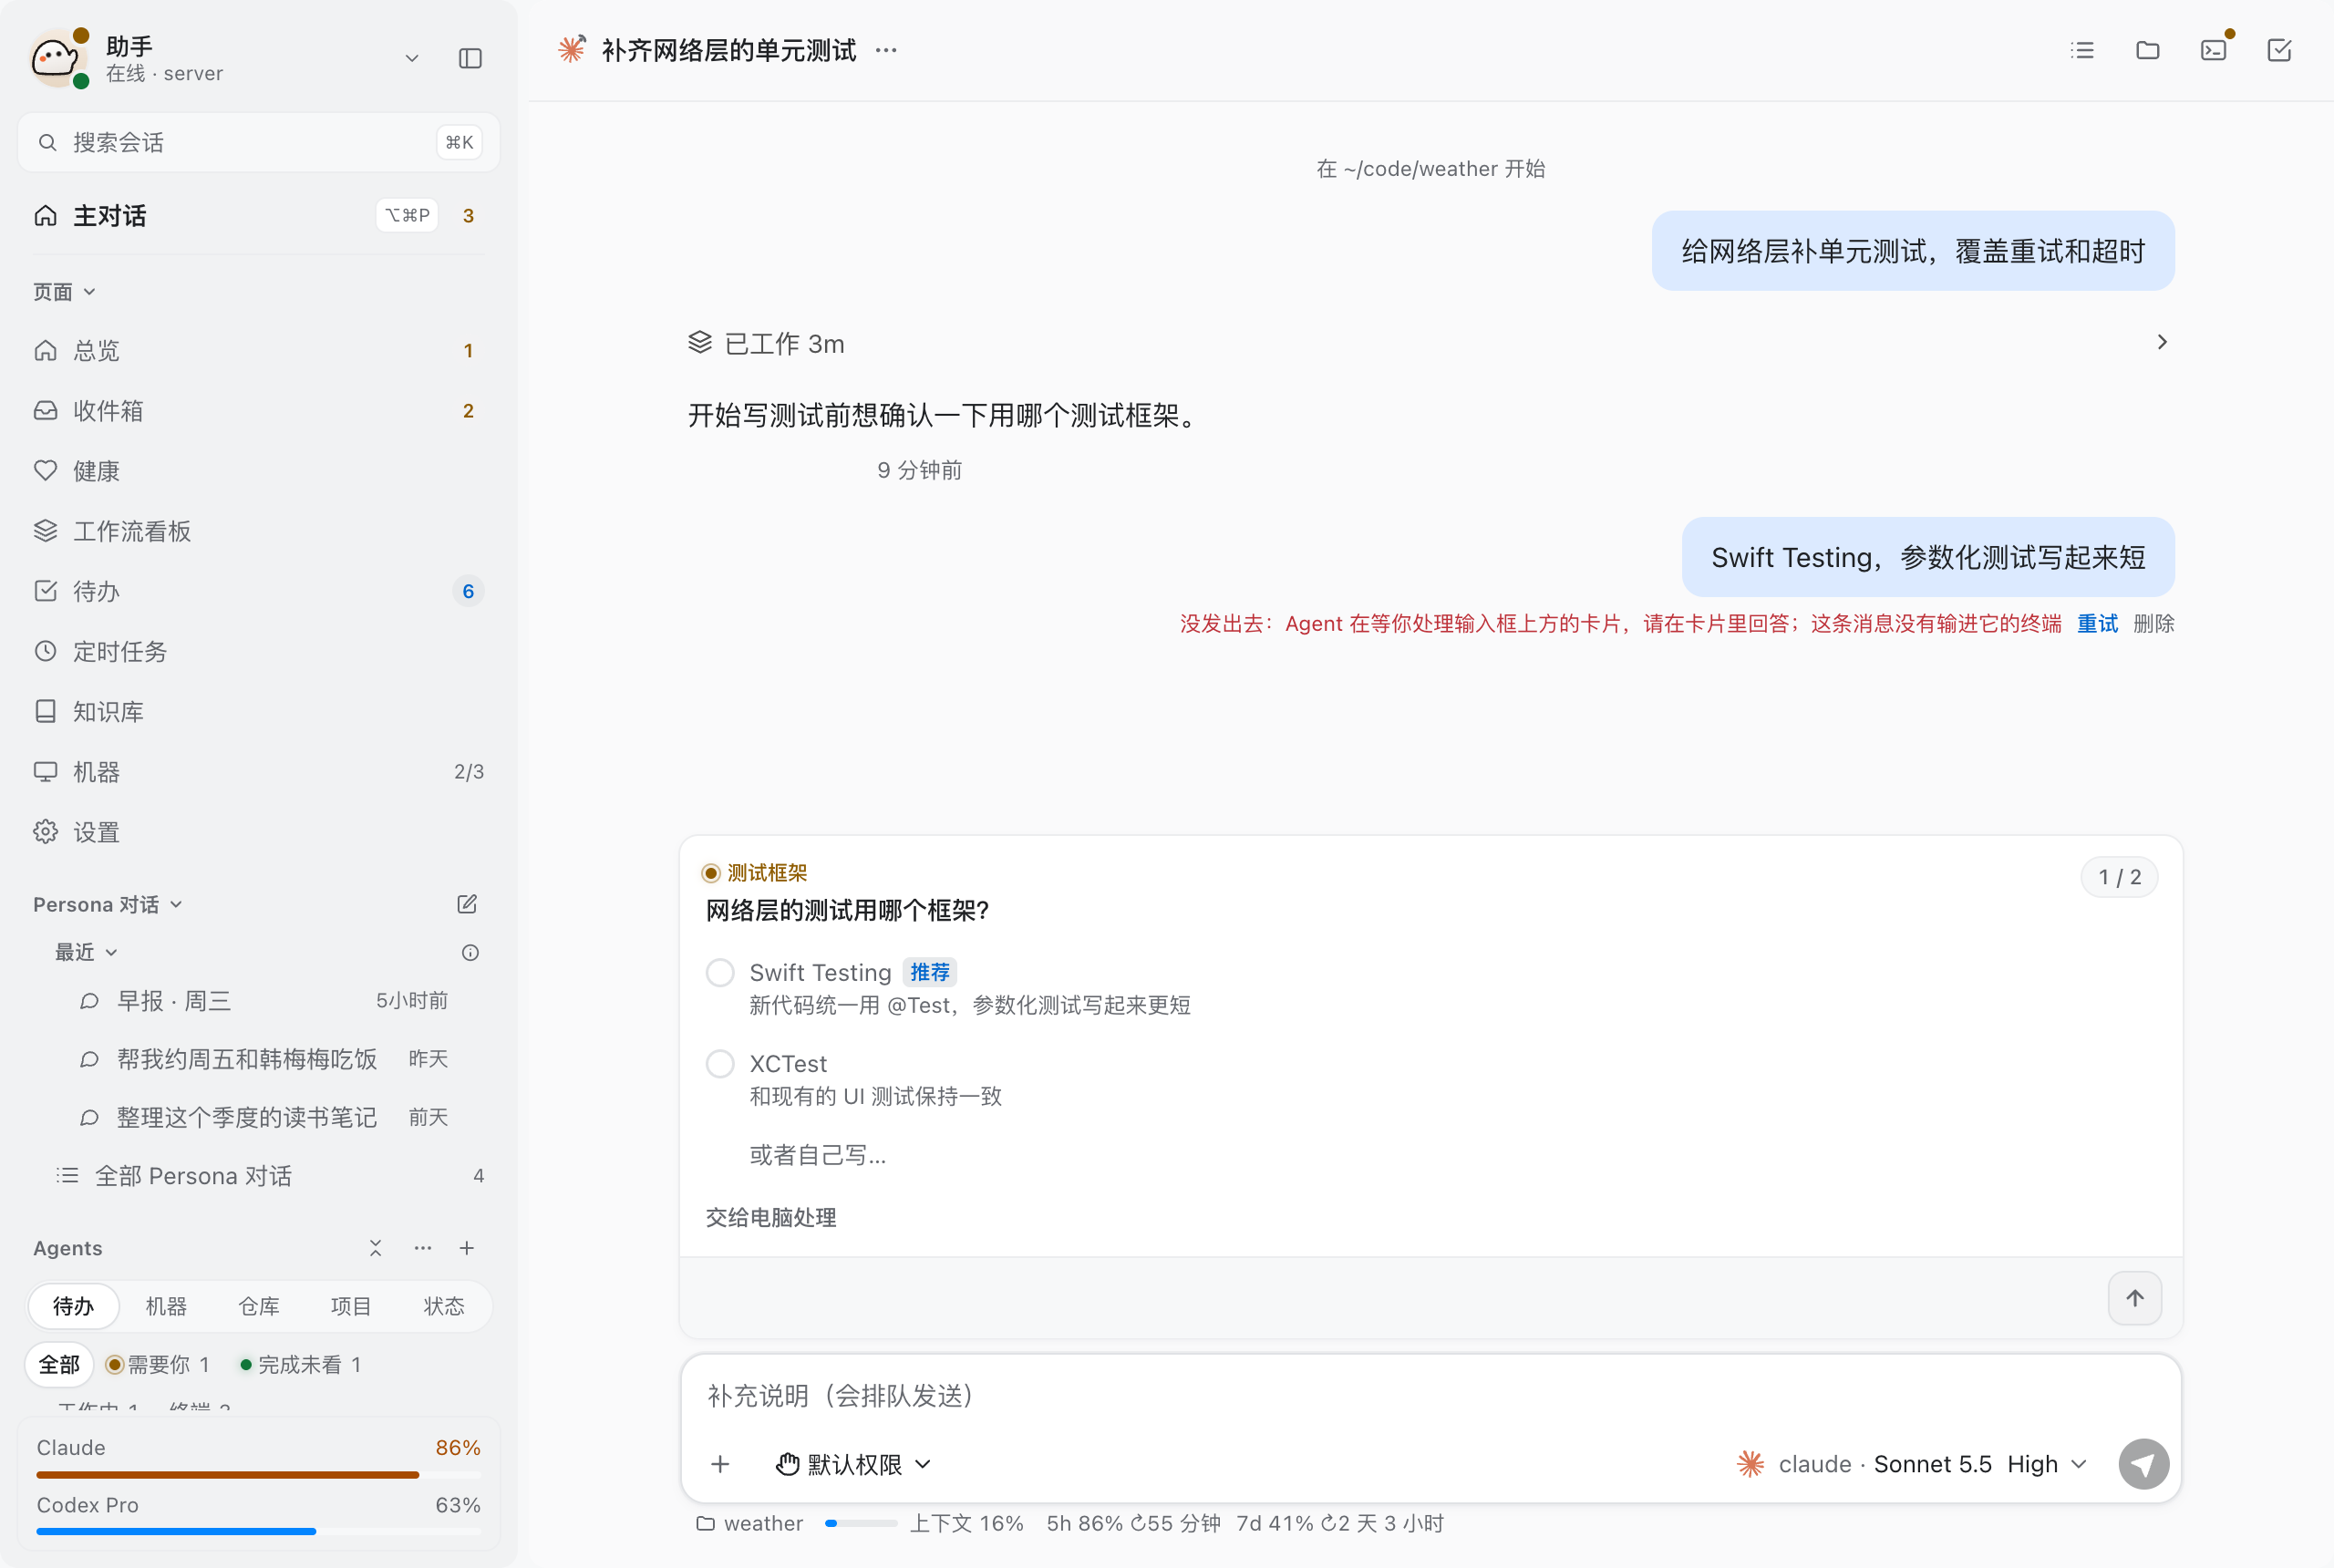 助手
在线 · server
搜索会话
⌘K
主对话
⌥⌘P
3
页面
总览
1
收件箱
2
健康
工作流看板
待办
6
定时任务
知识库
机器
2/3
设置
Persona 对话
最近
早报 · 周三
5小时前
帮我约周五和韩梅梅吃饭
昨天
整理这个季度的读书笔记
前天
全部 Persona 对话
4
Agents
待办
机器
仓库
项目
状态
全部
需要你 1
完成未看 1
Claude
86%
Codex Pro
63%
补齐网络层的单元测试
在 ~/code/weather 开始
给网络层补单元测试，覆盖重试和超时
已工作 3m
开始写测试前想确认一下用哪个测试框架。
9 分钟前
Swift Testing，参数化测试写起来短
没发出去：Agent 在等你处理输入框上方的卡片，请在卡片里回答；这条消息没有输进它的终端 重试 删除
测试框架
1 / 2
网络层的测试用哪个框架?
Swift Testing 推荐
新代码统一用 @Test，参数化测试写起来更短
XCTest
和现有的 UI 测试保持一致
或者自己写...
交给电脑处理
补充说明（会排队发送）
默认权限
claude · Sonnet 5.5 High
weather
上下文 16%
5h 86% ↻55 分钟
7d 41% ↻2 天 3 小时